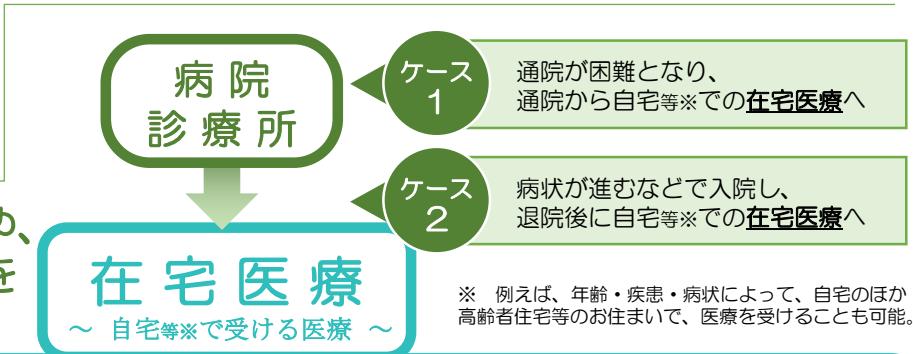 病院
診療所
ケース
1
通院が困難となり、
通院から自宅等※での在宅医療へ
ケース
2
病状が進むなどで入院し、
退院後に自宅等※での在宅医療へ
め、
を
在宅医療
～ 自宅等※で受ける医療 ～
※ 例えば、年齢・疾患・病状によって、自宅のほか
高齢者住宅等のお住まいで、医療を受けることも可能。